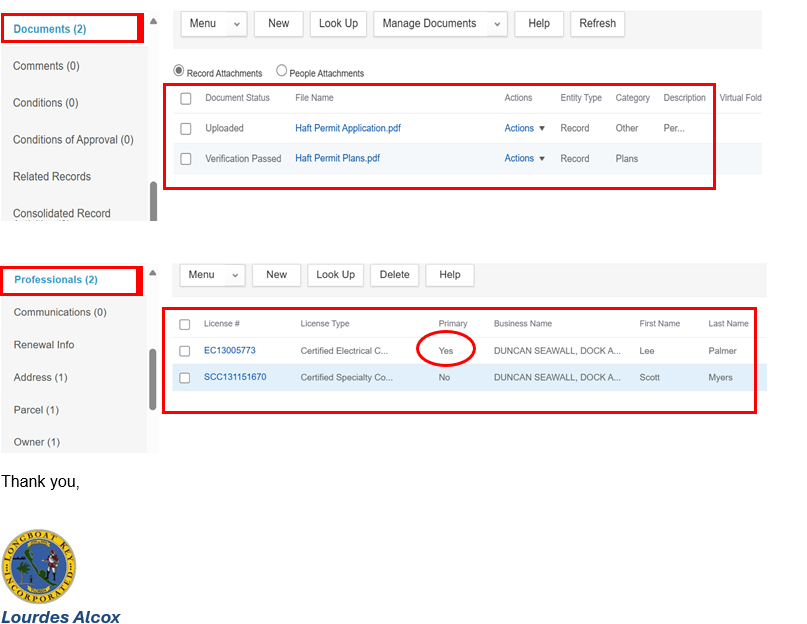 Documents (2)
Menu New Look Up Manage Documents Help Refresh
Comments (0)
Record Attachments People Attachments
Conditions (0)
Document Status File Name Actions Entity Type Category Description Virtual Fold
Conditions of Approval (0)
Uploaded Haft Permit Application.pdf Actions Record Other Per...
Related Records
Verification Passed Haft Permit Plans.pdf Actions Record Plans
Consolidated Record
Professionals (2)
Menu New Look Up Delete Help
Communications (0)
License # License Type Primary Business Name First Name Last Name
Renewal Info
EC13005773 Certified Electrical C... Yes DUNCAN SEAWALL, DOCK A... Lee Palmer
Address (1)
SCC131151670 Certified Specialty Co... No DUNCAN SEAWALL, DOCK A... Scott Myers
Parcel (1)
Owner (1)
Thank you,
LONGBOAT KEY
INCORPORATED
Lourdes Alcox